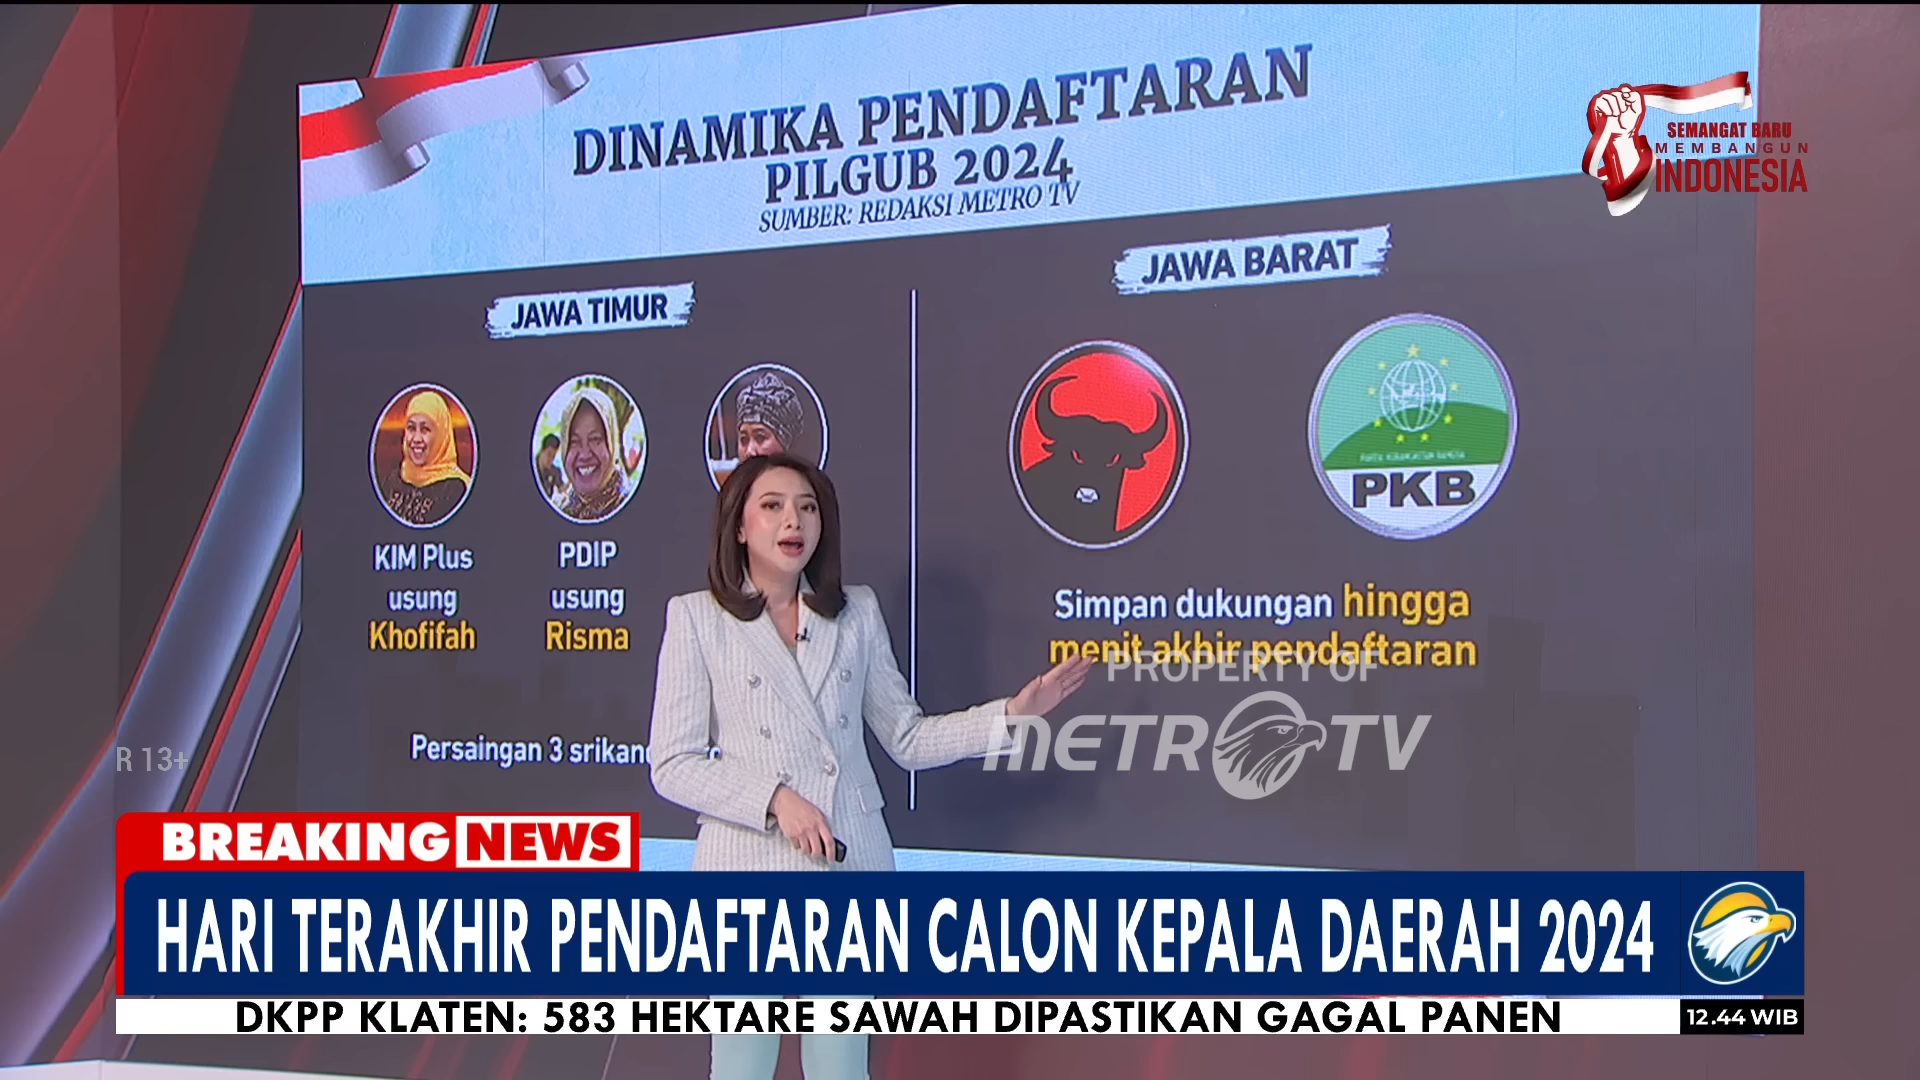 DINAMIKA PENDAFTARAN
PILGUB 2024
SUMBER: REDAKSI METRO TV
SEMANGAT BARU
MEMBANGUN
INDONESIA
JAWA TIMUR
KIM Plus
usung
Khofifah
PDIP
usung
Risma
Persaingan 3
JAWA BARAT
PKB
Simpan dukungan hingga
menit akhir pendaftaran
PROPERTY OF
METRO TV
R 13+
BREAKING NEWS
HARI TERAKHIR PENDAFTARAN CALON KEPALA DAERAH 2024
DKPP KLATEN: 583 HEKTARE SAWAH DIPASTIKAN GAGAL PANEN
12.44 WIB